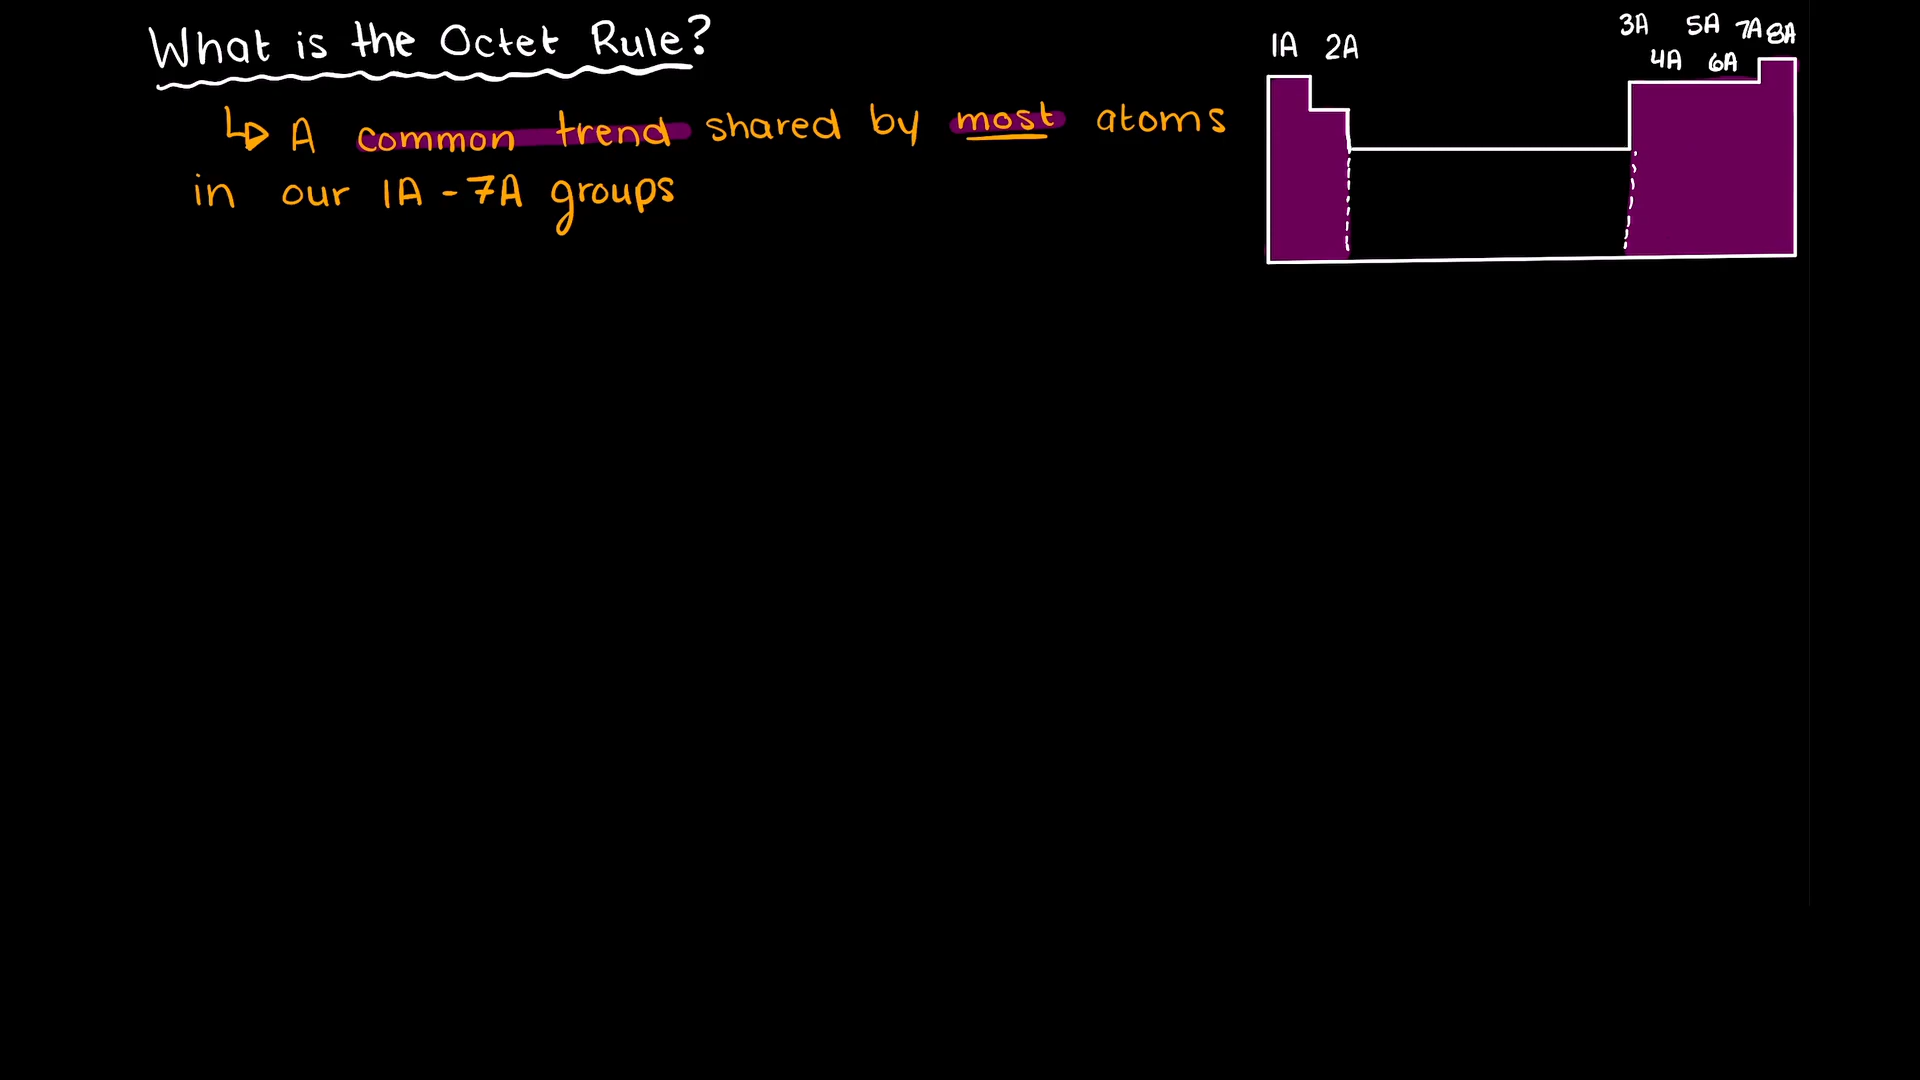 What is the Octet Rule?
A common trend shared by most atoms
in our 1A - 7A groups
1A 2A
3A 5A 7A 8A
4A 6A